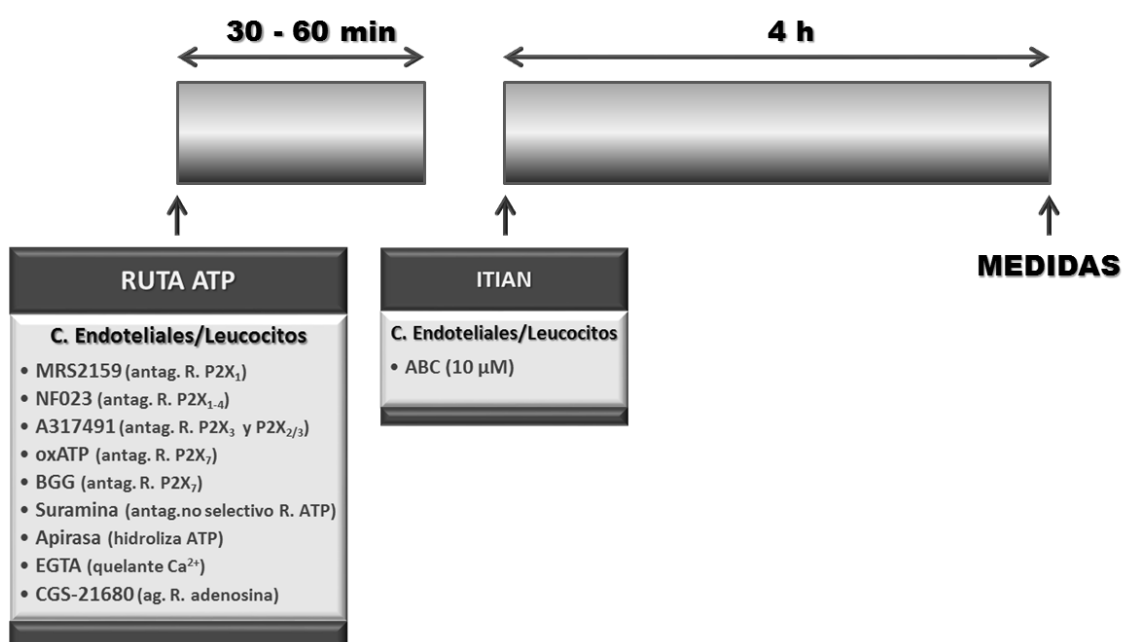 30 - 60 min
4 h
RUTA ATP
C. Endoteliales/Leucocitos
• MRS2159 (antag. R. P2X₁)
• NF023 (antag. R. P2X₁₋₄)
• A317491 (antag. R. P2X₃ y P2X₂/₃)
• oxATP (antag. R. P2X₇)
• BGG (antag. R. P2X₇)
• Suramina (antag.no selectivo R. ATP)
• Apirasa (hidroliza ATP)
• EGTA (quelante Ca²⁺)
• CGS-21680 (ag. R. adenosina)
ITIAN
C. Endoteliales/Leucocitos
• ABC (10 µM)
MEDIDAS